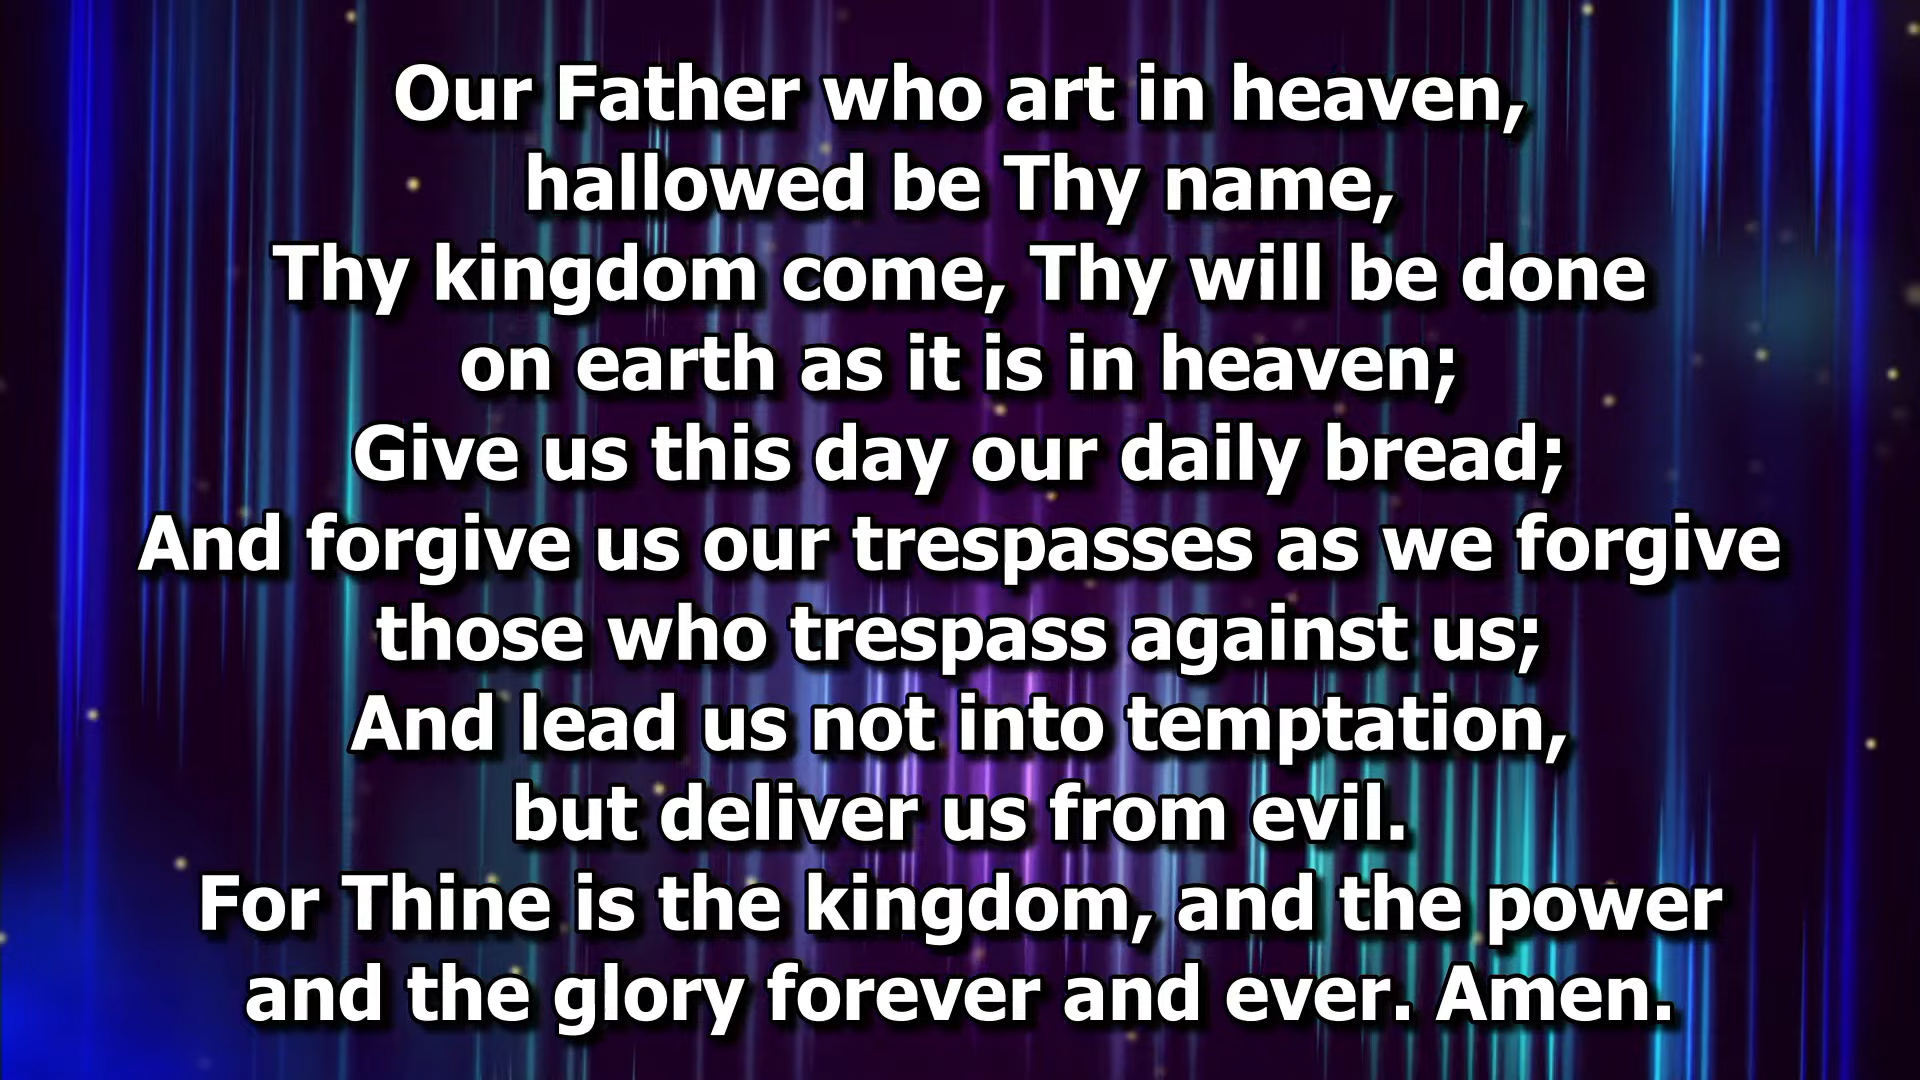 Our Father who art in heaven,
hallowed be Thy name,
Thy kingdom come, Thy will be done
on earth as it is in heaven;
Give us this day our daily bread;
And forgive us our trespasses as we forgive
those who trespass against us;
And lead us not into temptation,
but deliver us from evil.
For Thine is the kingdom, and the power
and the glory forever and ever. Amen.